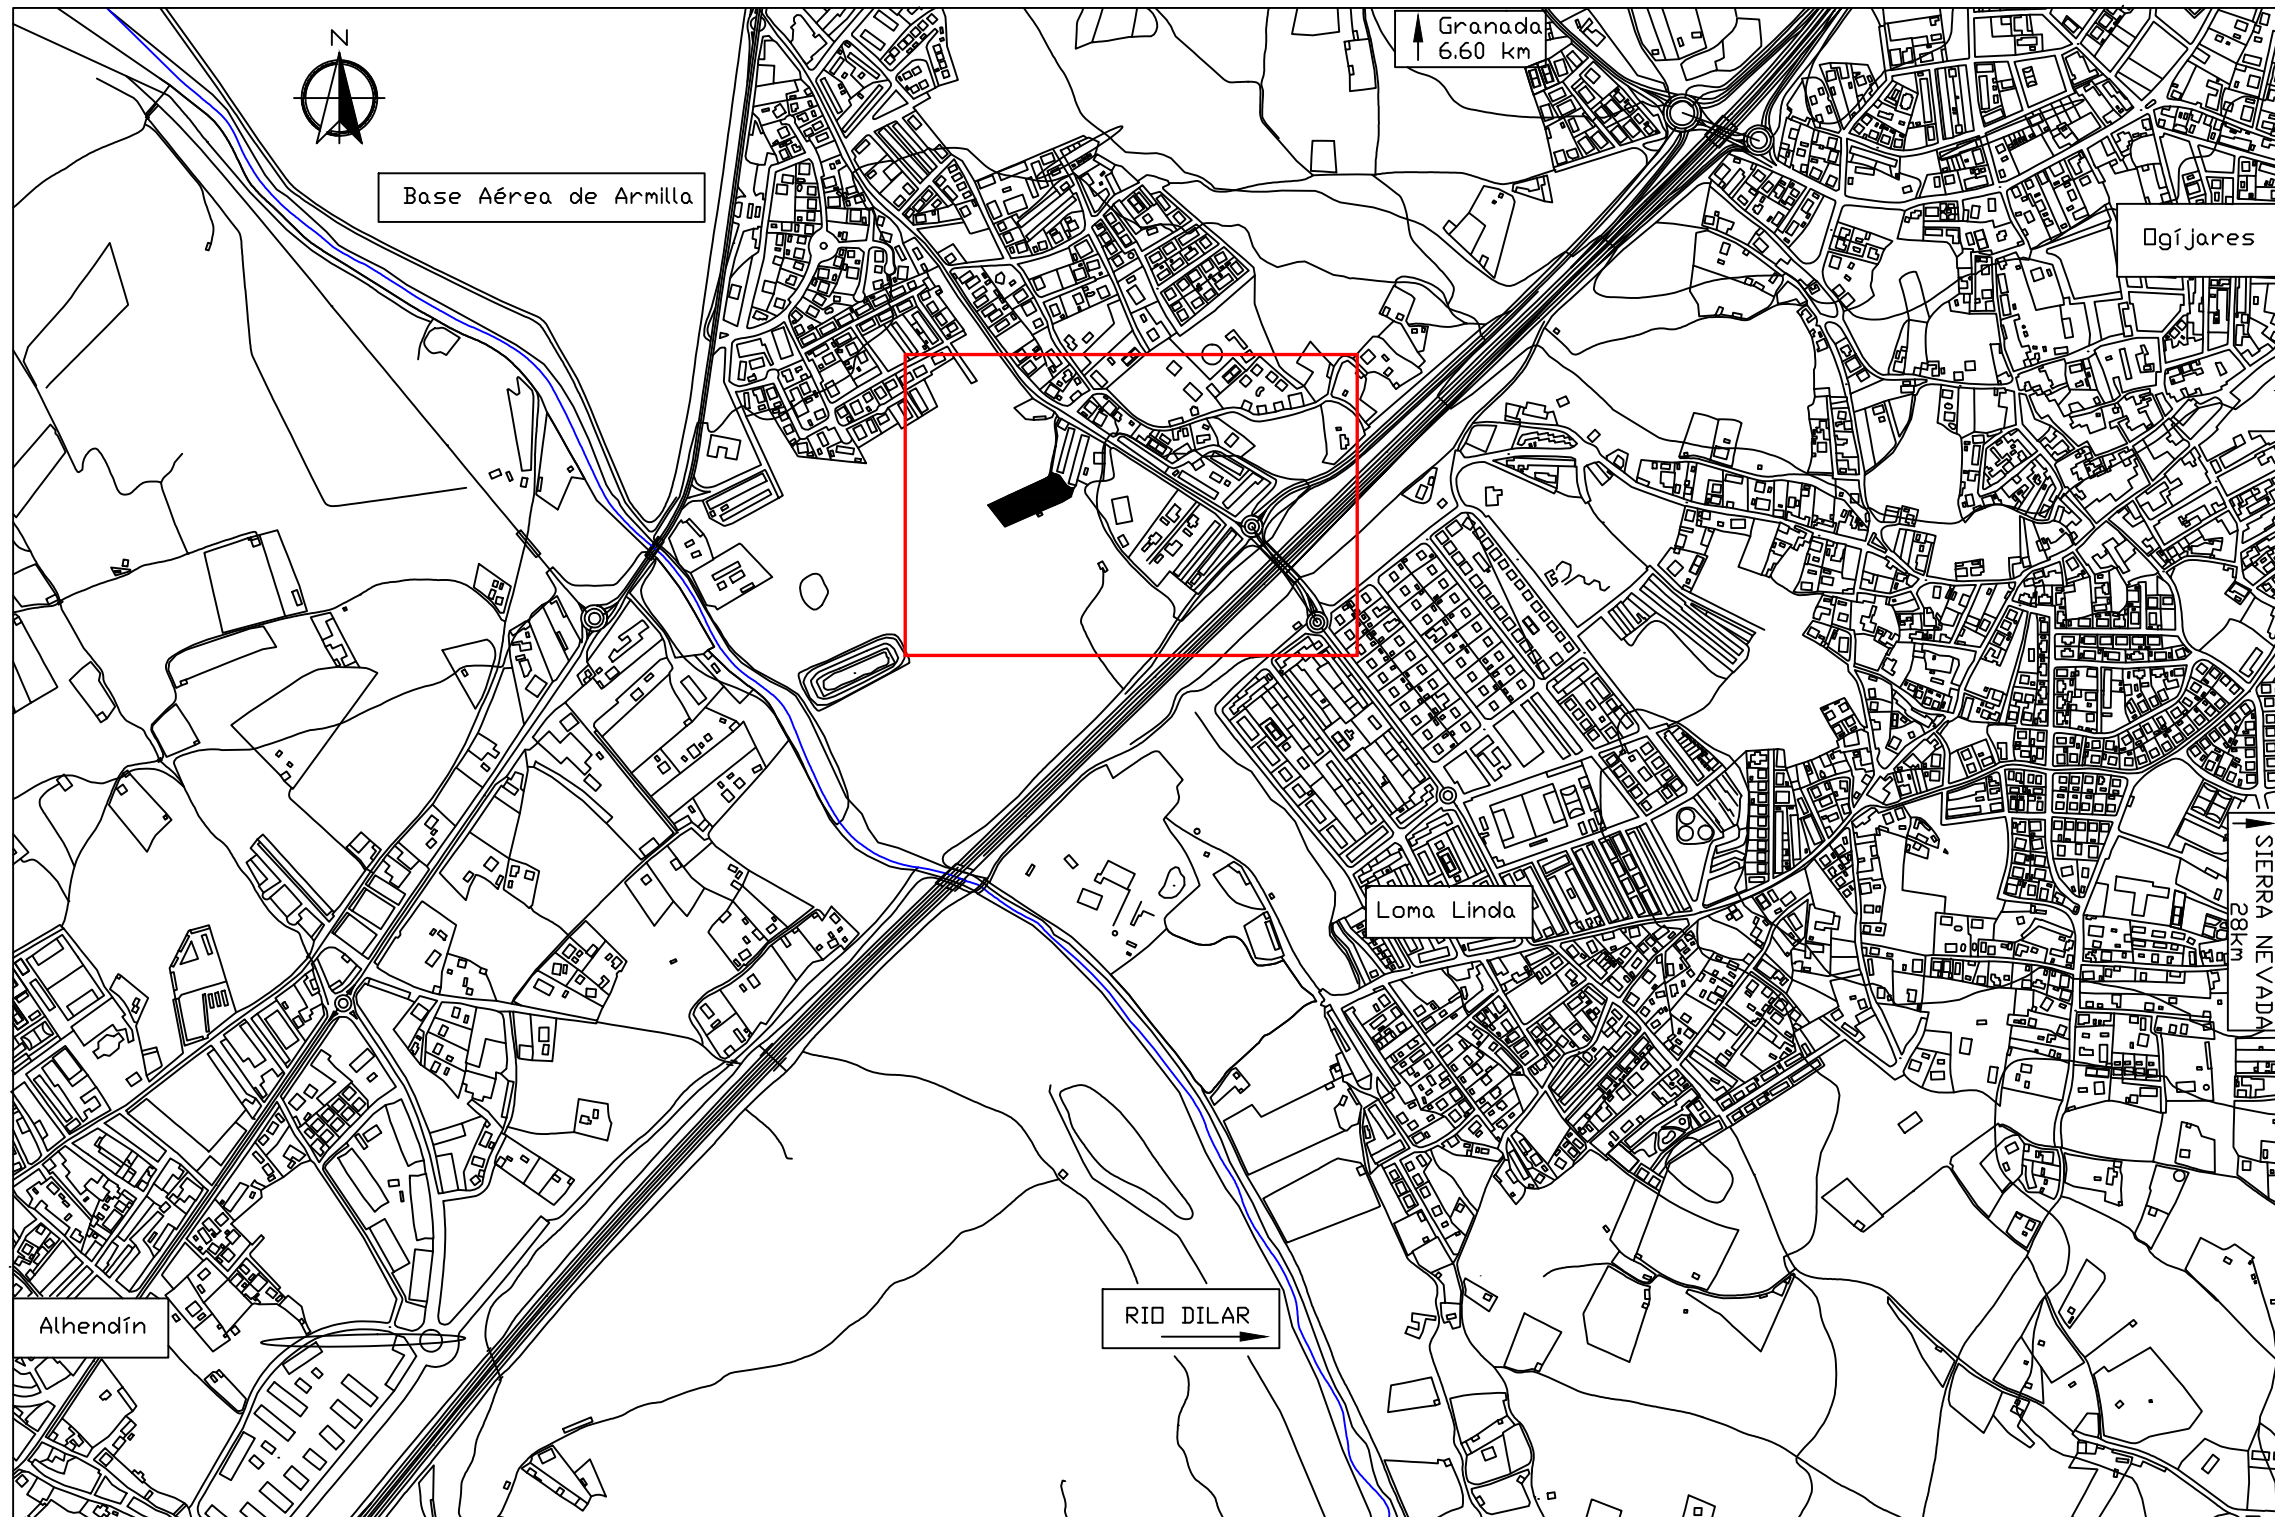 Granada
6.60 km
N
Base Aérea de Armilla
Ogíjares
SIERRA NEVADA
28km
Loma Linda
RIO DILAR
Alhendín